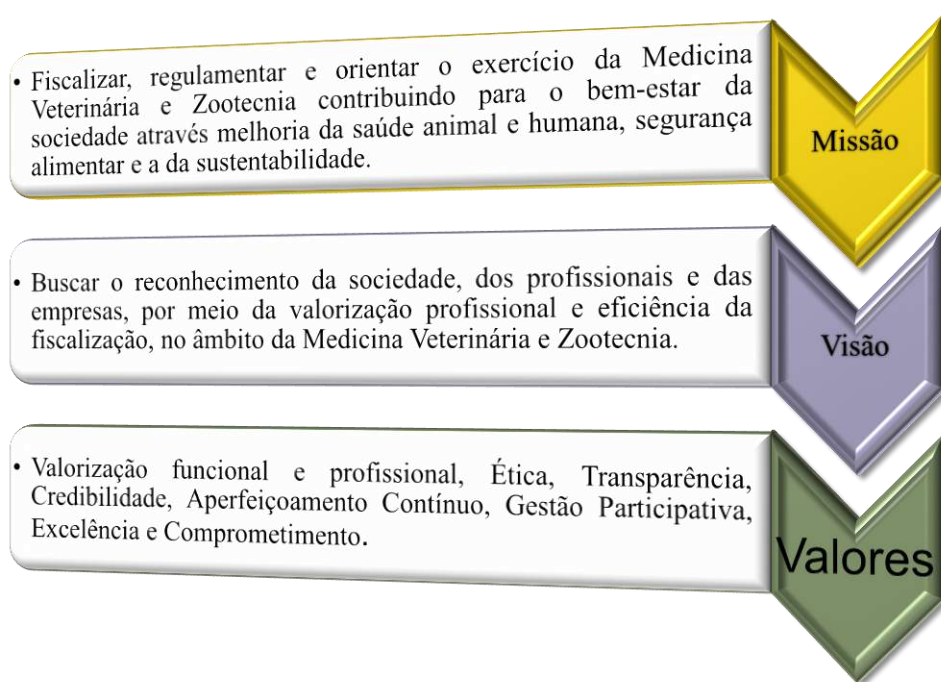 • Fiscalizar, regulamentar e orientar o exercício da Medicina
Veterinária e Zootecnia contribuindo para o bem-estar da
sociedade através melhoria da saúde animal e humana, segurança
alimentar e a da sustentabilidade.
Missão
• Buscar o reconhecimento da sociedade, dos profissionais e das
empresas, por meio da valorização profissional e eficiência da
fiscalização, no âmbito da Medicina Veterinária e Zootecnia.
Visão
• Valorização funcional e profissional, Ética, Transparência,
Credibilidade, Aperfeiçoamento Contínuo, Gestão Participativa,
Excelência e Comprometimento.
Valores